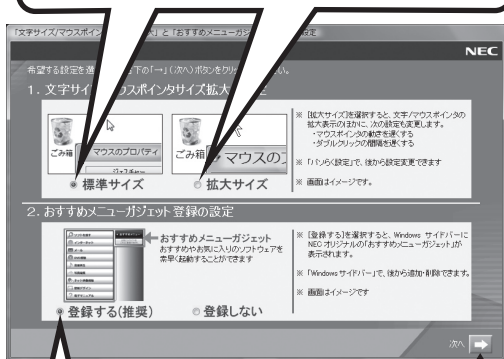 「文字サイズ/マウスポイン
大」と「おすすめメニューガジ
設定
NEC
希望する設定を選
下の「→」(次へ)ボタンをクリ
い。
1. 文字サイ
ウスポインタサイズ拡大
定
ごみ箱
マウスのプロパティ
ごみ箱
マウスのプ
標準サイズ
拡大サイズ
※ [拡大サイズ]を選択すると、文字/マウスポインタの
拡大表示のほかに、次の設定も変更します。
・マウスポインタの動きを遅くする
・ダブルクリックの間隔を遅くする
※ 「パソらく設定」で、後から設定変更できます
※ 画面はイメージです。
2. おすすめメニューガジェット登録の設定
おすすめメニューガジェット
おすすめやお気に入りのソフトウェアを
素早く起動することができます
登録する(推奨)
登録しない
※ [登録する]を選択すると、Windows サイドバーに
NEC オリジナルの「おすすめメニューガジェット」が
表示されます。
※ 「Windowsサイドバー」で、後から追加・削除できます。
※ 画面はイメージです
次へ